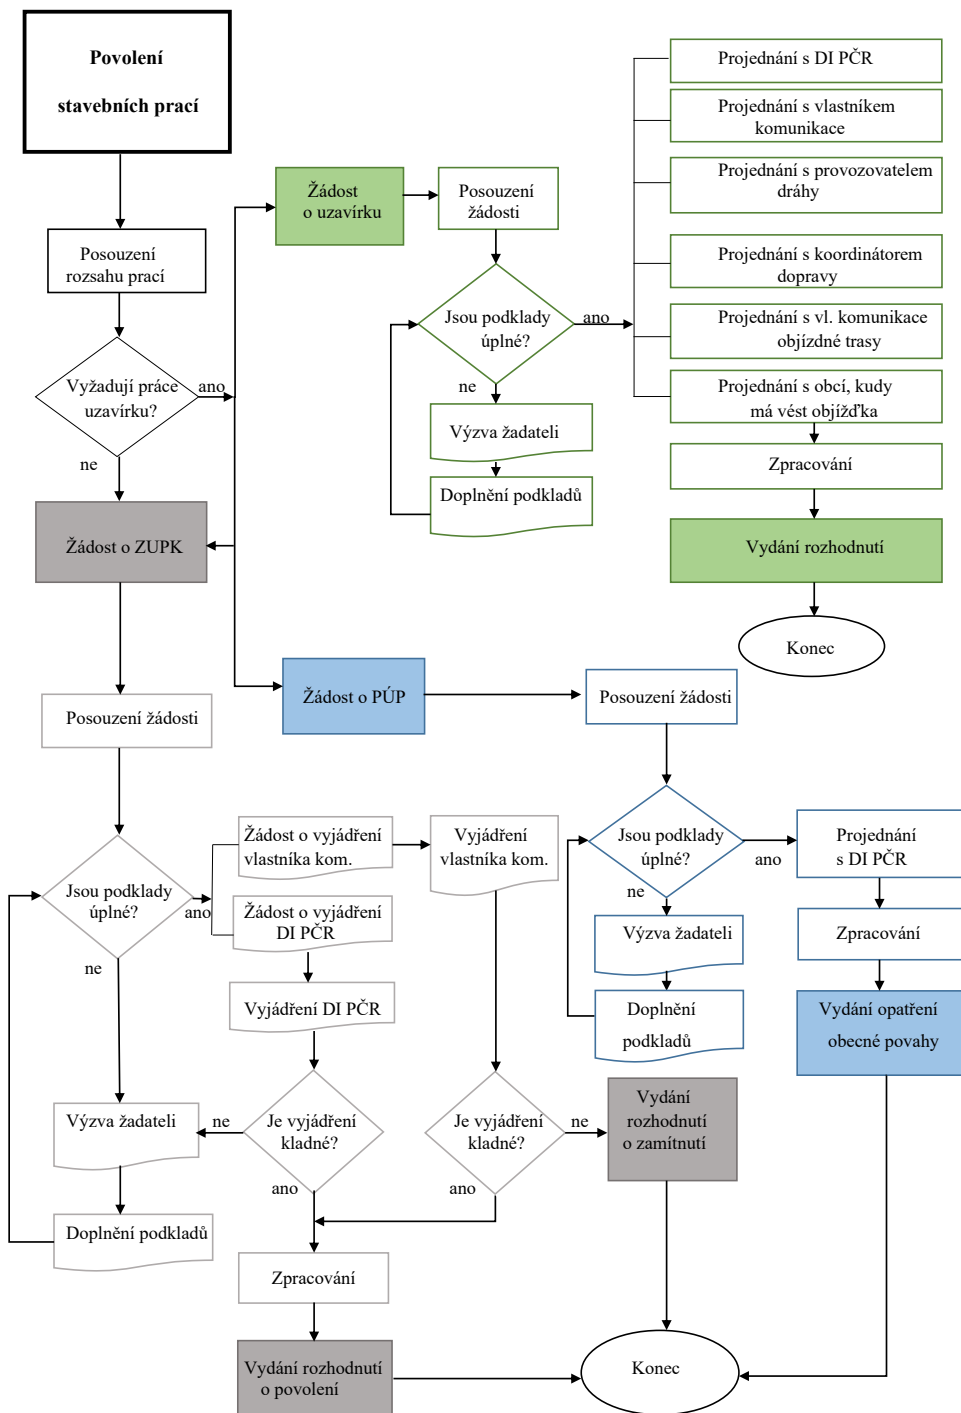 Povolení
stavebních prací
Posouzení
rozsahu prací
Vyžadují práce
uzavírku?
ano
ne
Žádost
o uzavírku
Posouzení
žádosti
Jsou podklady
úplné?
ano
ne
Výzva žadateli
Doplnění podkladů
Projednání s DI PČR
Projednání s vlastníkem
komunikace
Projednání s provozovatelem
dráhy
Projednání s koordinátorem
dopravy
Projednání s vl. komunikace
objízdné trasy
Projednání s obcí, kudy
má vést objížďka
Zpracování
Vydání rozhodnutí
Konec
Žádost o ZUPK
Žádost o PÚP
Posouzení žádosti
Posouzení žádosti
Jsou podklady
úplné?
ano
ne
Žádost o vyjádření
vlastníka kom.
Vyjádření
vlastníka kom.
Žádost o vyjádření
DI PČR
Vyjádření DI PČR
Jsou podklady
úplné?
ano
ne
Projednání
s DI PČR
Výzva žadateli
Zpracování
Doplnění
podkladů
Vydání opatření
obecné povahy
Výzva žadateli
ne
Je vyjádření
kladné?
ano
Je vyjádření
kladné?
ne
ano
Vydání
rozhodnutí
o zamítnutí
Doplnění podkladů
Zpracování
Vydání rozhodnutí
o povolení
Konec